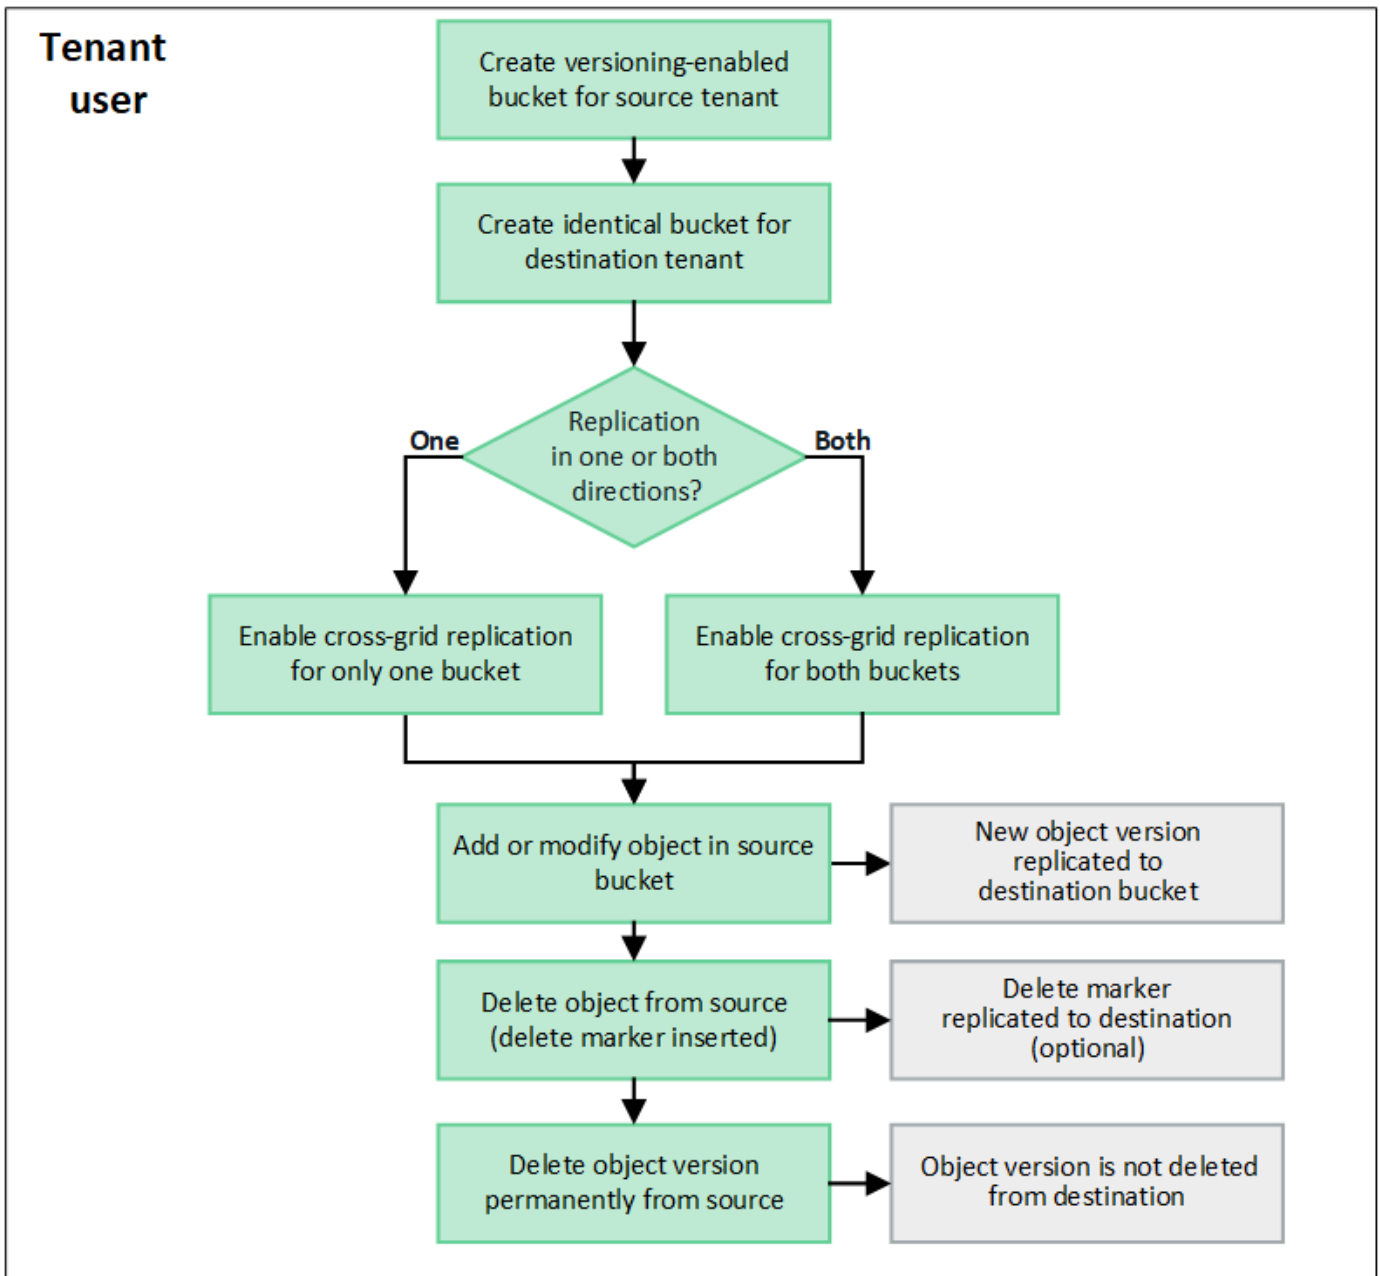 Tenant
user
Create versioning-enabled
bucket for source tenant
Create identical bucket for
destination tenant
Replication
in one or both
directions?
One
Both
Enable cross-grid replication
for only one bucket
Enable cross-grid replication
for both buckets
Add or modify object in source
bucket
New object version
replicated to
destination bucket
Delete object from source
(delete marker inserted)
Delete marker
replicated to destination
(optional)
Delete object version
permanently from source
Object version is not deleted
from destination